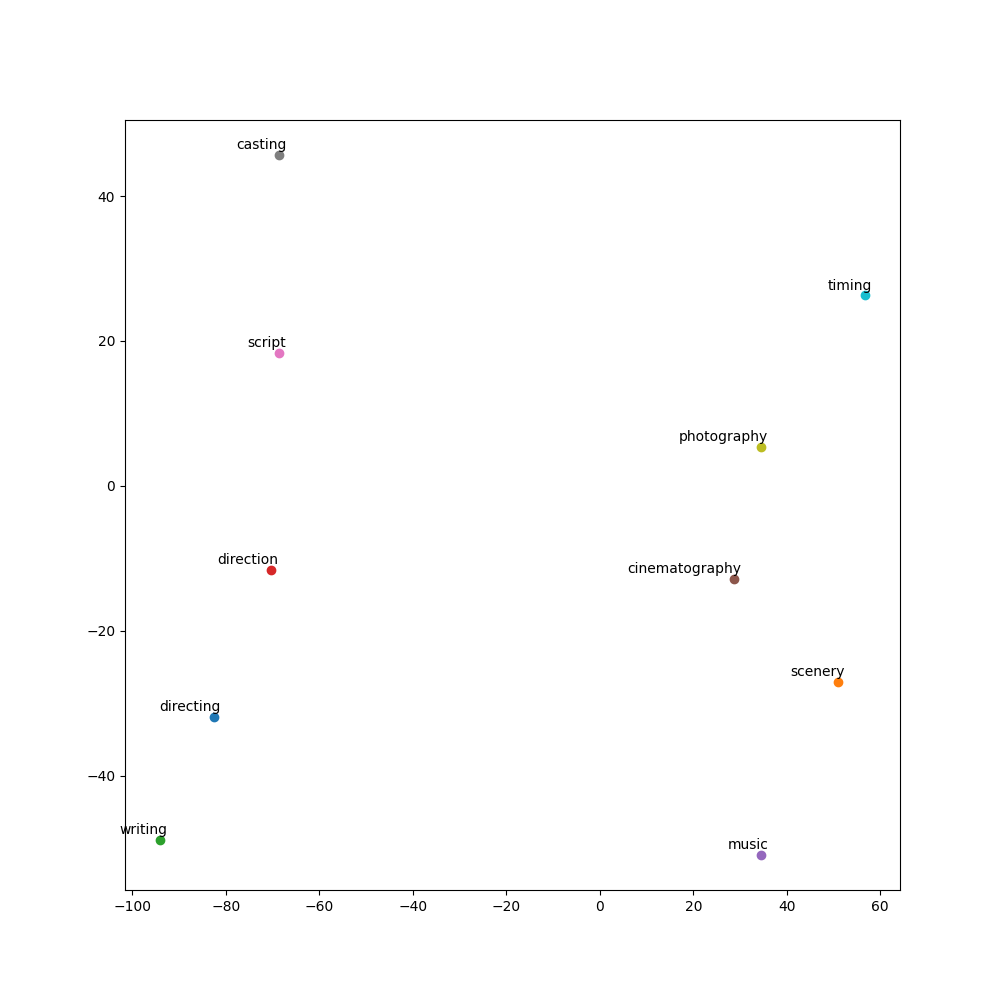 casting
timing
40
script
20
photography
0
direction
cinematography
−20
scenery
directing
−40
writing
music
−100 −80 −60 −40 −20 0 20 40 60